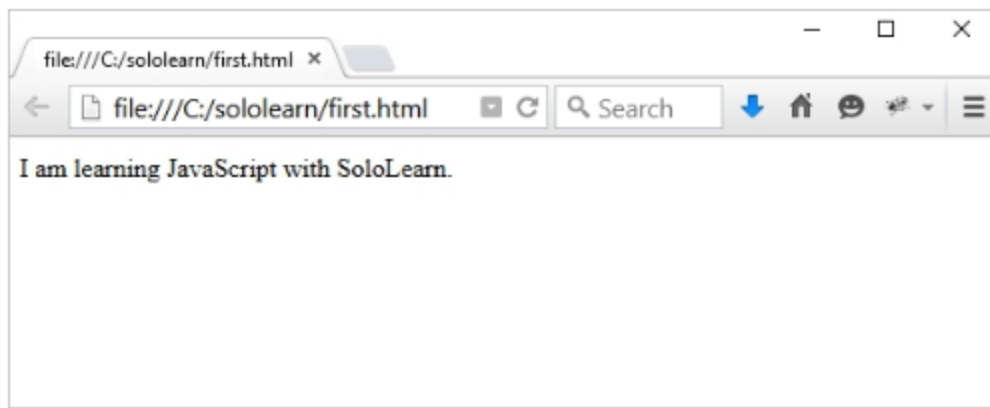 file:///C:/sololearn/first.html
file:///C:/sololearn/first.html Search
I am learning JavaScript with SoloLearn.